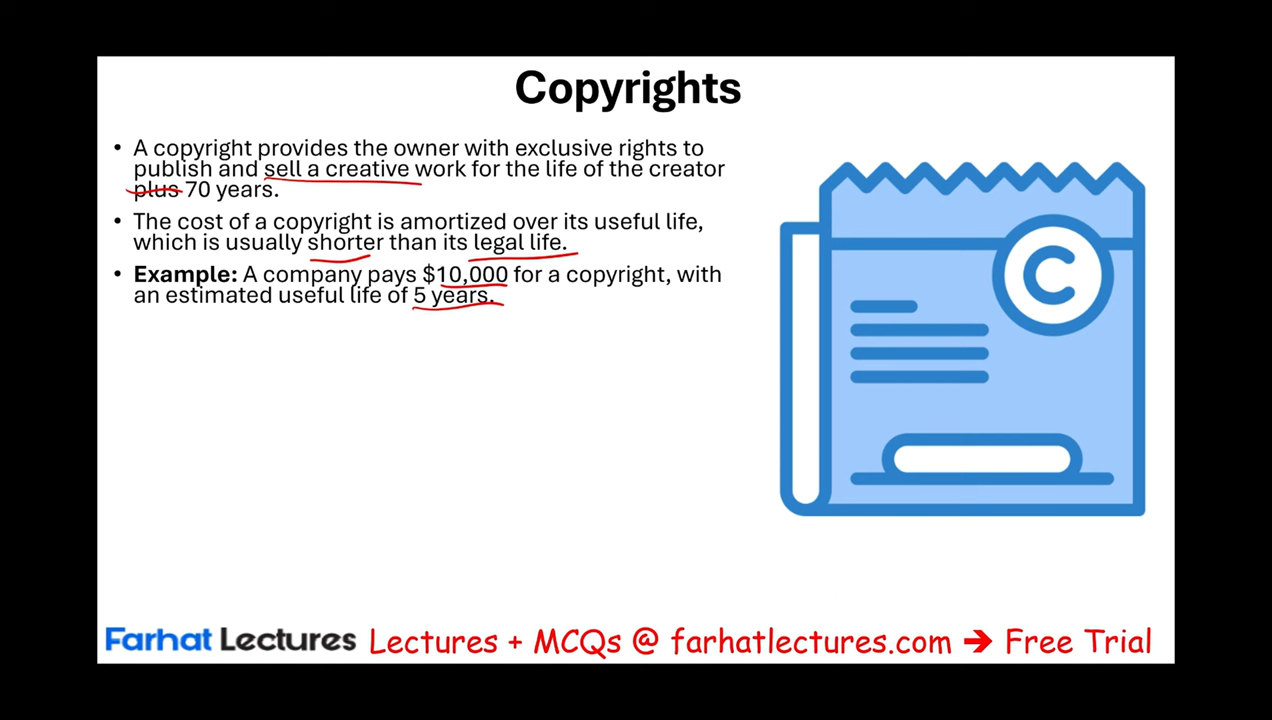 Copyrights
• A copyright provides the owner with exclusive rights to
publish and sell a creative work for the life of the creator
plus 70 years.
• The cost of a copyright is amortized over its useful life,
which is usually shorter than its legal life.
• Example: A company pays $10,000 for a copyright, with
an estimated useful life of 5 years.
C
Farhat Lectures Lectures + MCQs @ farhatlectures.com ➔ Free Trial